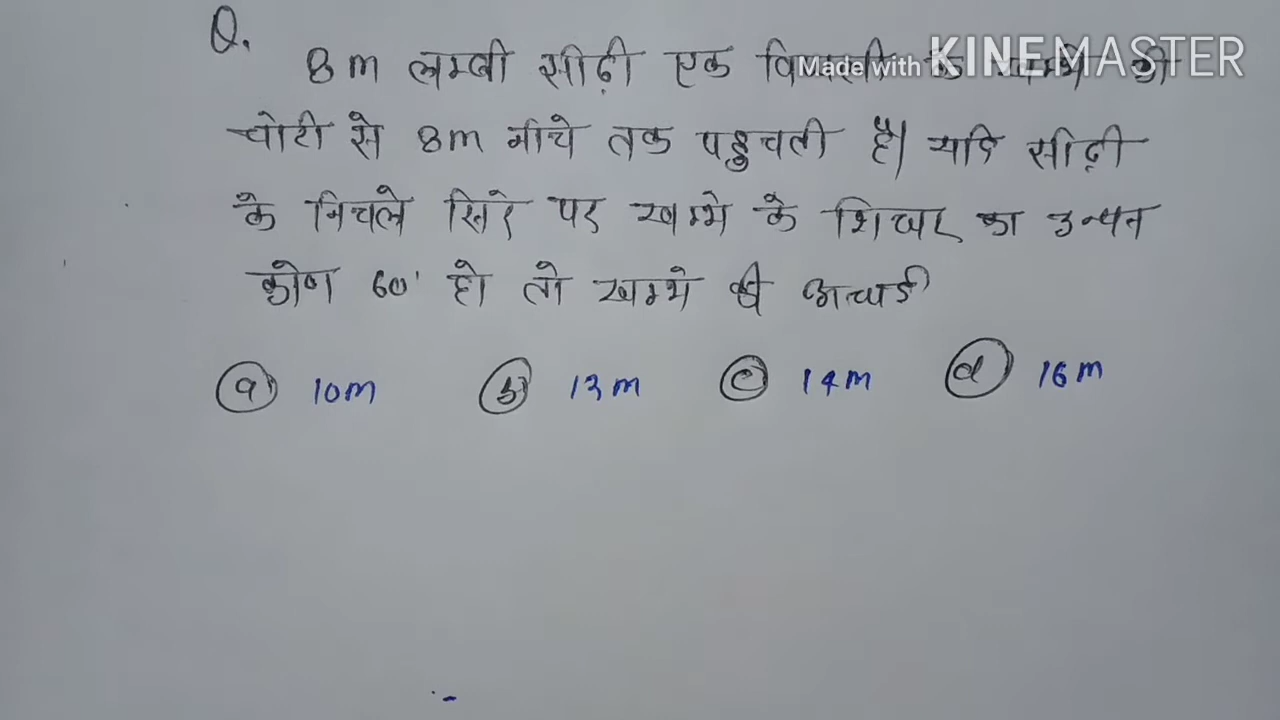 Q.
8m लम्बी सीढ़ी एक
Made with KINEMASTER
चोटी से 8m नीचे तक पहुचती है। यदि सीढ़ी
के निचले सिरे पर खम्भे के शिखर का उन्नयन
कोण 60° हो तो खम्भे की
(a) 10m (b) 13m (c) 14m (d) 16m